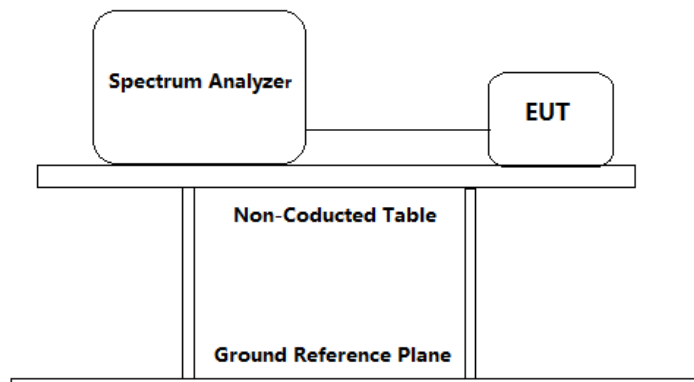 Spectrum Analyzer
EUT
Non-Coducted Table
Ground Reference Plane